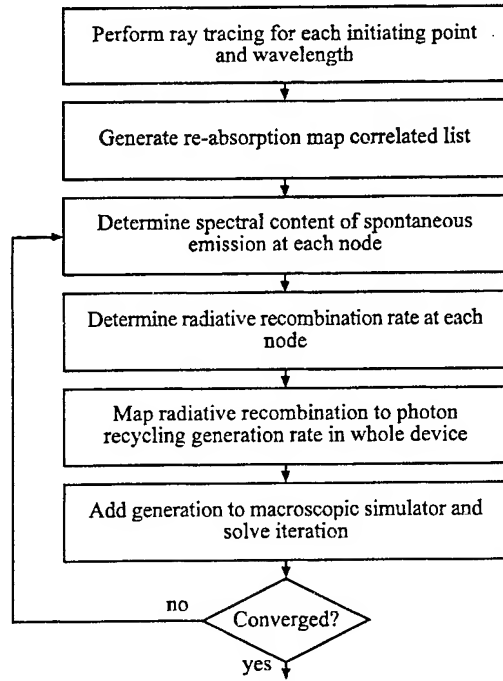 Perform ray tracing for each initiating point
and wavelength
Generate re-absorption map correlated list
Determine spectral content of spontaneous
emission at each node
Determine radiative recombination rate at each
node
Map radiative recombination to photon
recycling generation rate in whole device
Add generation to macroscopic simulator and
solve iteration
no
Converged?
yes